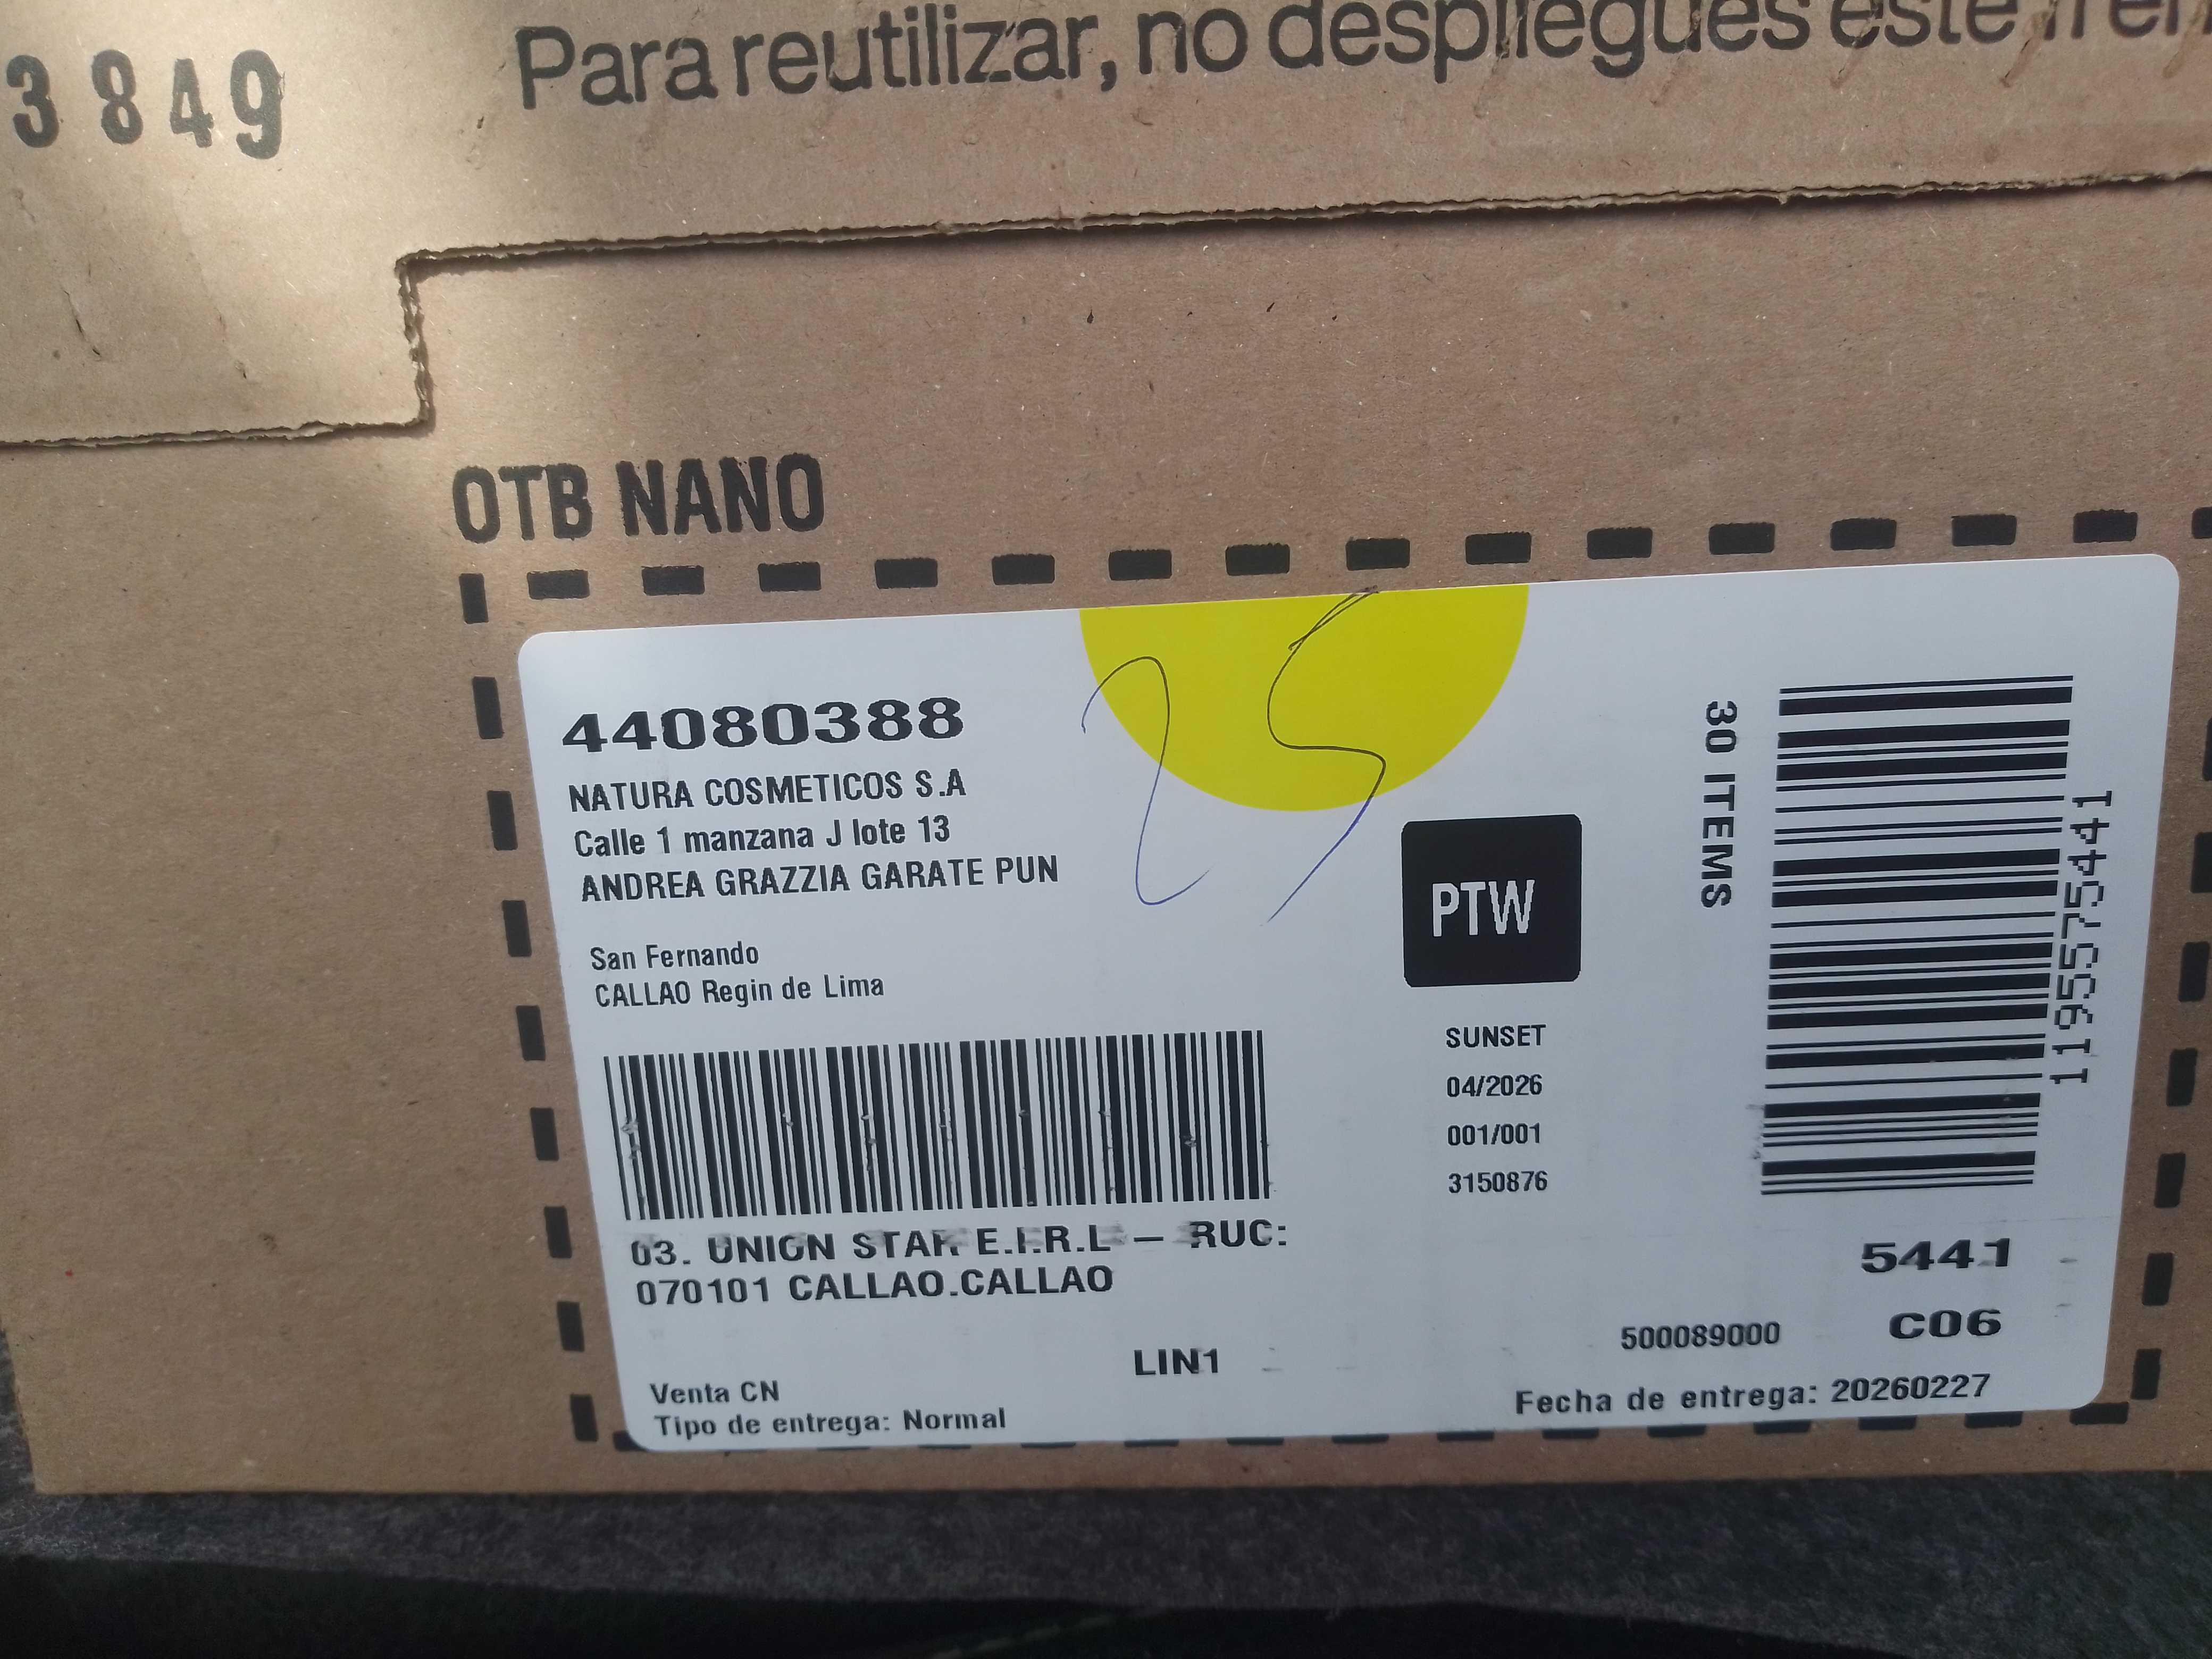 3 8 4 9
Para reutilizar, no despliegues este
OTB NANO
25
44080388
NATURA COSMETICOS S.A
Calle 1 manzana J lote 13
ANDREA GRAZZIA GARATE PUN
San Fernando
CALLAO Regin de Lima
03. UNION STAR E.I.R.L – RUC:
070101 CALLAO.CALLAO
LIN1
Venta CN
Tipo de entrega: Normal
PTW
SUNSET
04/2026
001/001
3150876
30 ITEMS
1195575441
5441
500089000 C06
Fecha de entrega: 20260227